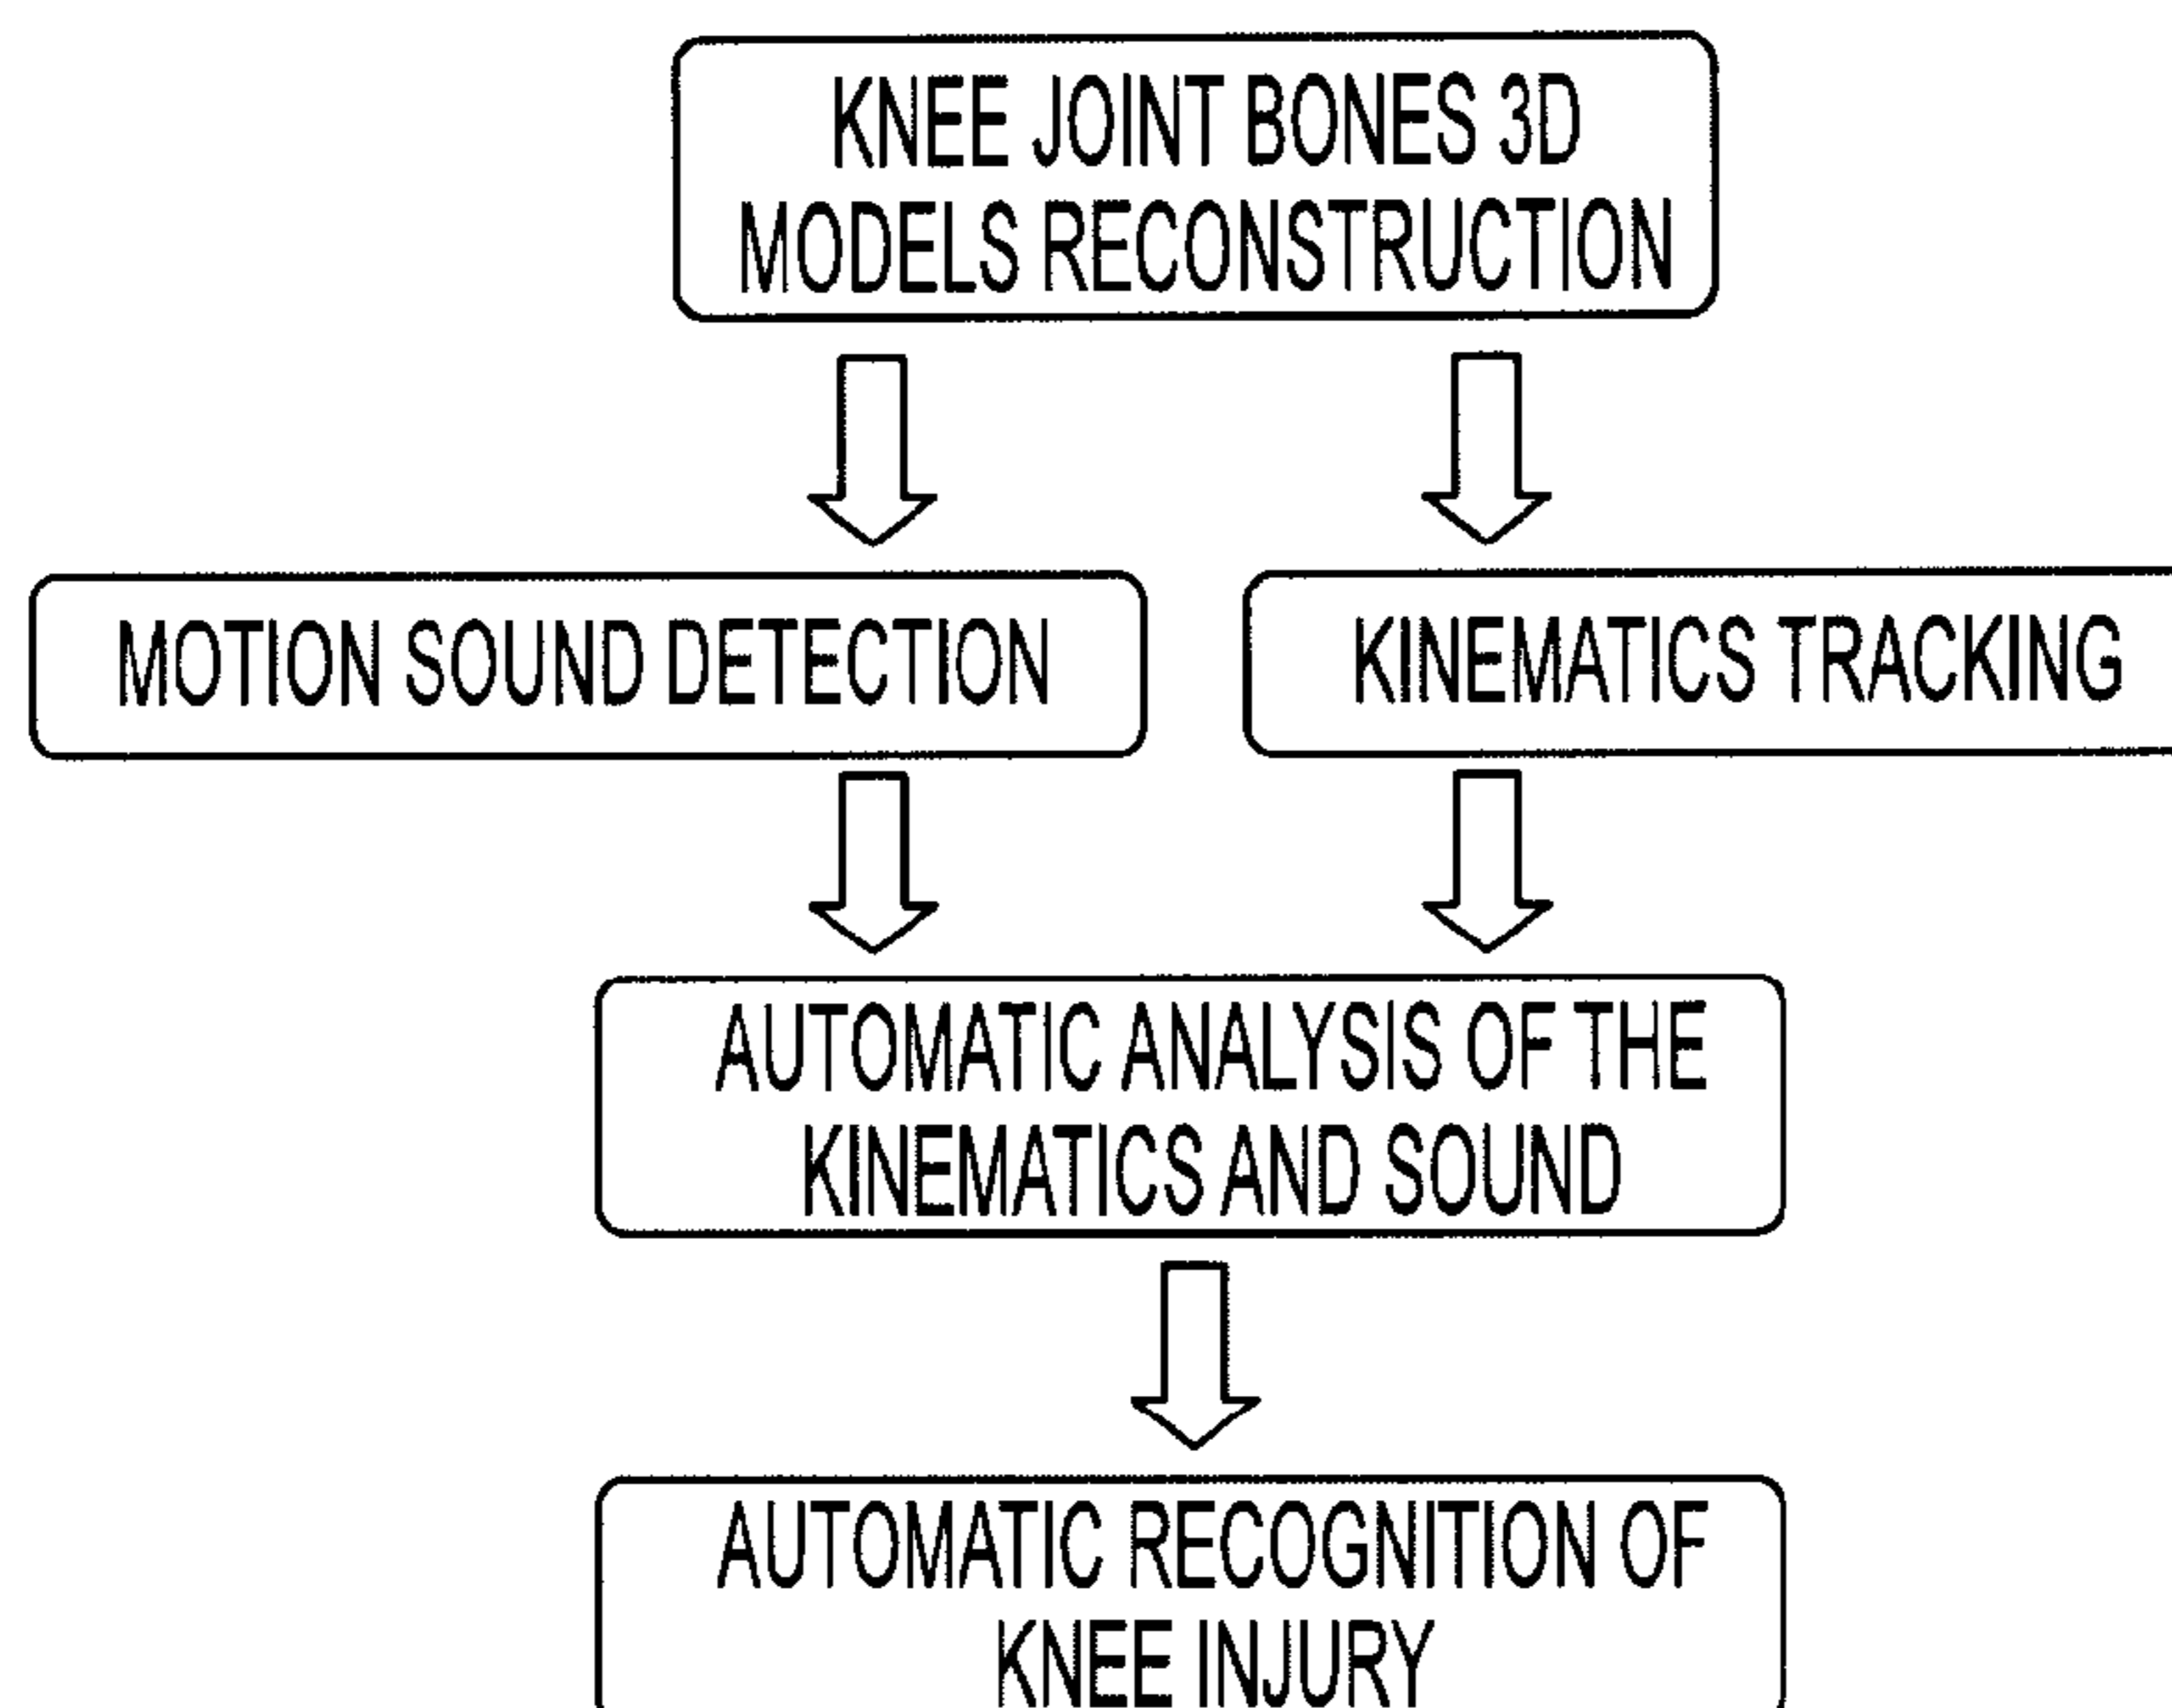 KNEE JOINT BONES 3D
MODELS RECONSTRUCTION
MOTION SOUND DETECTION
KINEMATICS TRACKING
AUTOMATIC ANALYSIS OF THE
KINEMATICS AND SOUND
AUTOMATIC RECOGNITION OF
KNEE INJURY